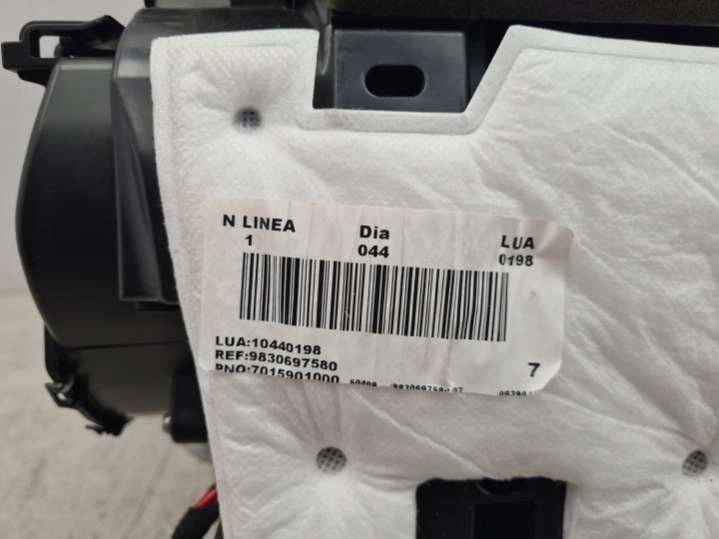 N LINEA Dia LUA
1 044 0198
LUA:10440198
REF:9830697580 7
PNO:7015901000